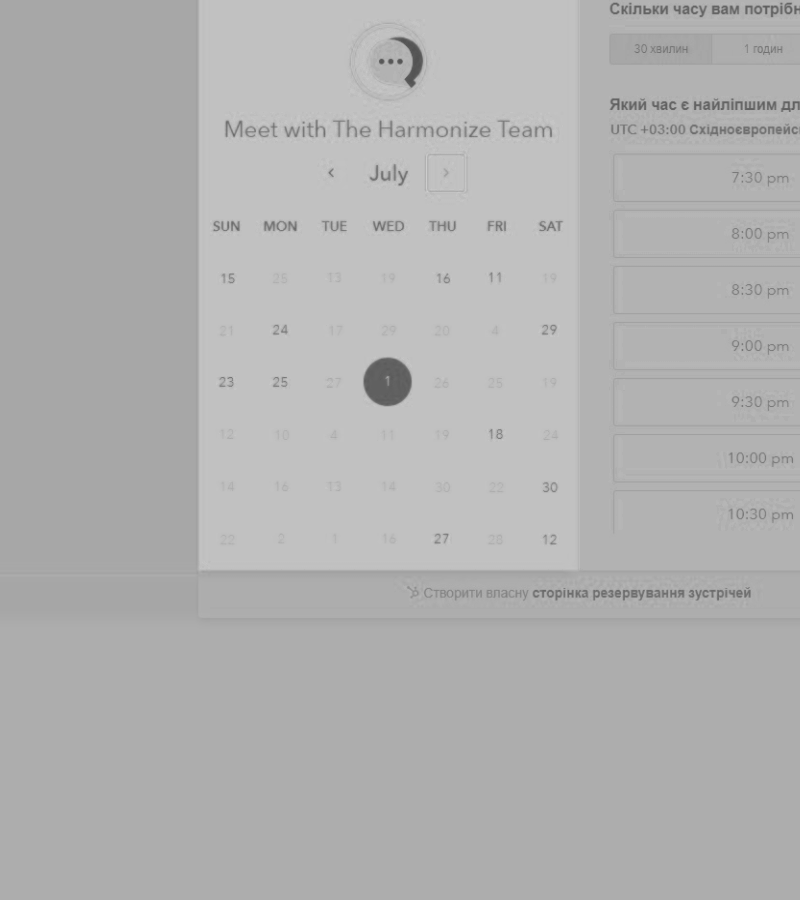 Meet with The Harmonize Team
July
SUN MON TUE WED THU FRI SAT
15 25 13 19 16 11 19
21 24 17 29 20 4 29
23 25 27 1 26 25 19
12 10 4 11 19 18 24
14 16 13 14 30 22 30
22 2 1 16 27 28 12
Скільки часу вам потрібн
30 хвилин 1 годин
Який час є найліпшим дл
UTC +03:00 Східноєвропейс
7:30 pm
8:00 pm
8:30 pm
9:00 pm
9:30 pm
10:00 pm
10:30 pm
Створити власну сторінка резервування зустрічей